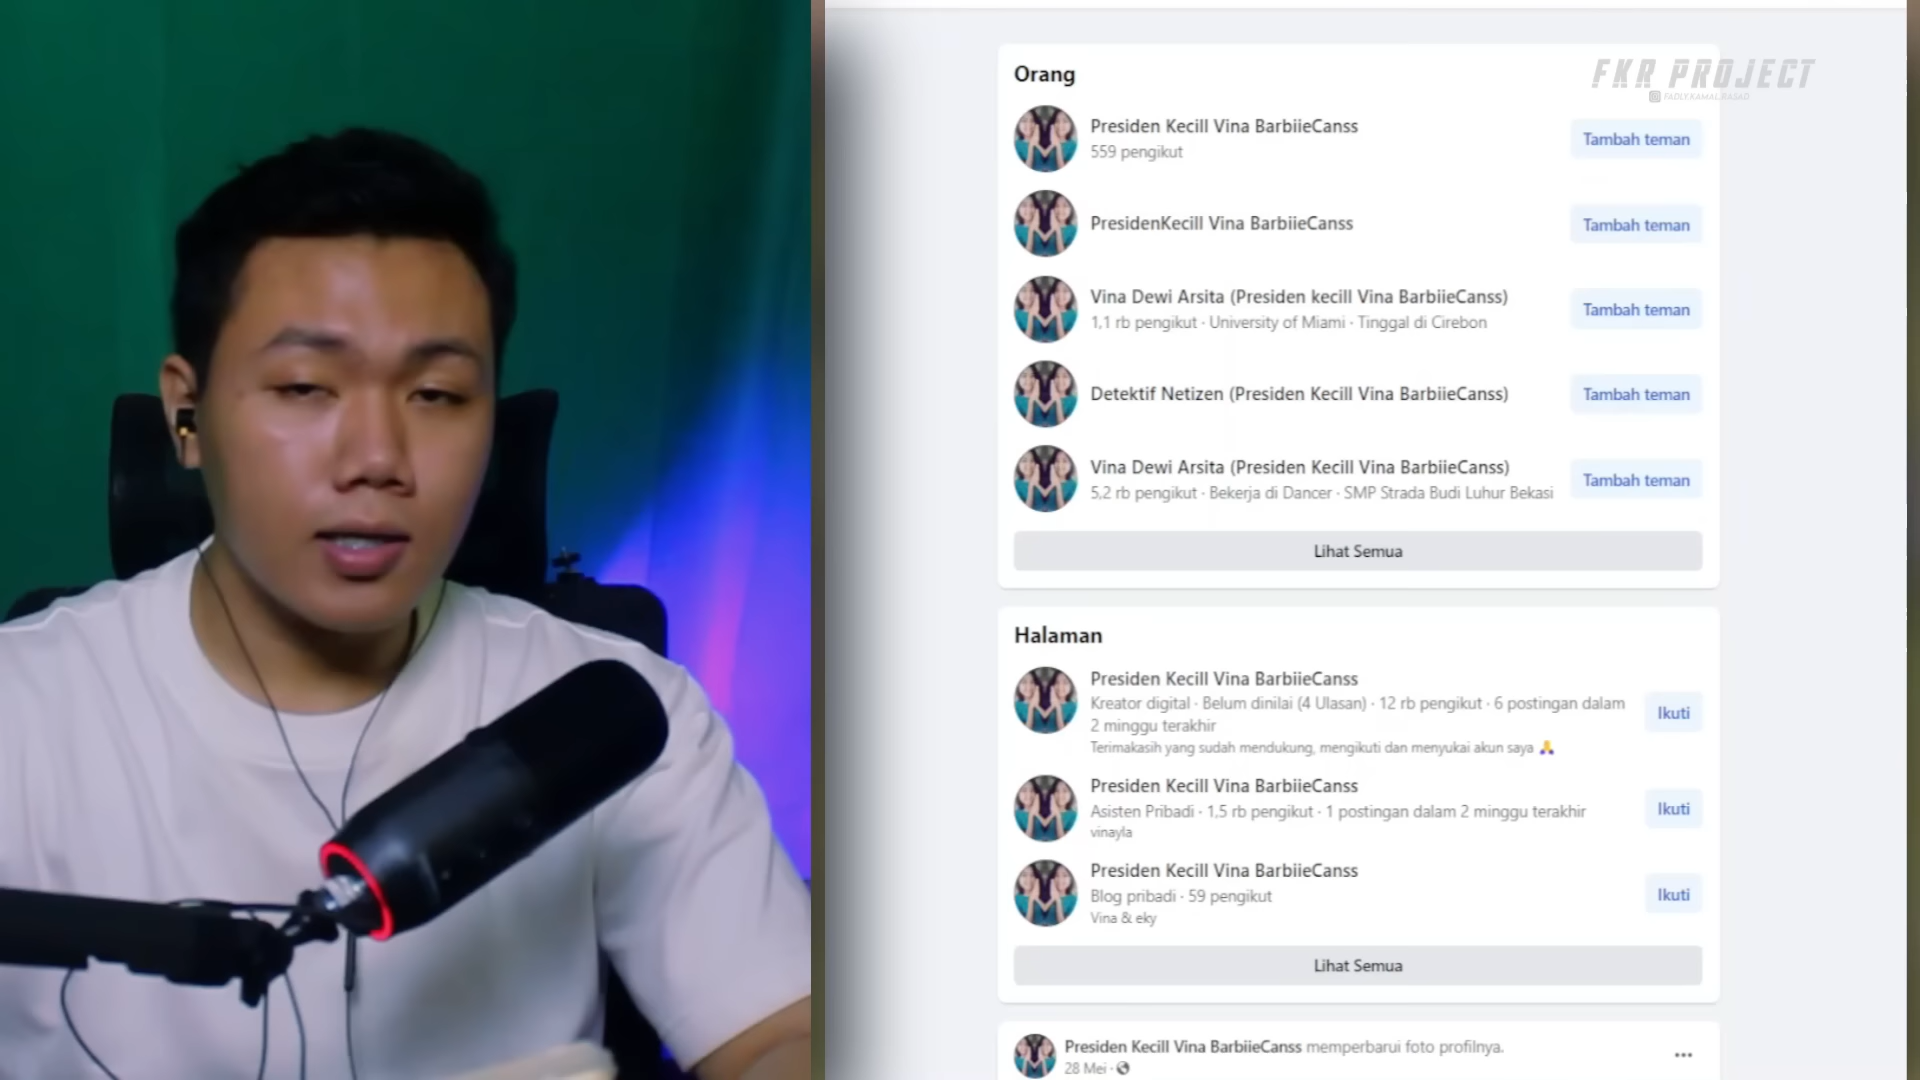 FKR PROJECT
FADLY.KAMAL.RASAD
Orang
Presiden Kecill Vina BarbiieCanss
559 pengikut
Tambah teman
PresidenKecill Vina BarbiieCanss
Tambah teman
Vina Dewi Arsita (Presiden kecill Vina BarbiieCanss)
1,1 rb pengikut · University of Miami · Tinggal di Cirebon
Tambah teman
Detektif Netizen (Presiden Kecill Vina BarbiieCanss)
Tambah teman
Vina Dewi Arsita (Presiden Kecill Vina BarbiieCanss)
5,2 rb pengikut · Bekerja di Dancer · SMP Strada Budi Luhur Bekasi
Tambah teman
Lihat Semua
Halaman
Presiden Kecill Vina BarbiieCanss
Kreator digital · Belum dinilai (4 Ulasan) · 12 rb pengikut · 6 postingan dalam
2 minggu terakhir
Terimakasih yang sudah mendukung, mengikuti dan menyukai akun saya 🙏
Ikuti
Presiden Kecill Vina BarbiieCanss
Asisten Pribadi · 1,5 rb pengikut · 1 postingan dalam 2 minggu terakhir
vinayla
Ikuti
Presiden Kecill Vina BarbiieCanss
Blog pribadi · 59 pengikut
Vina & eky
Ikuti
Lihat Semua
Presiden Kecill Vina BarbiieCanss memperbarui foto profilnya.
28 Mei ·